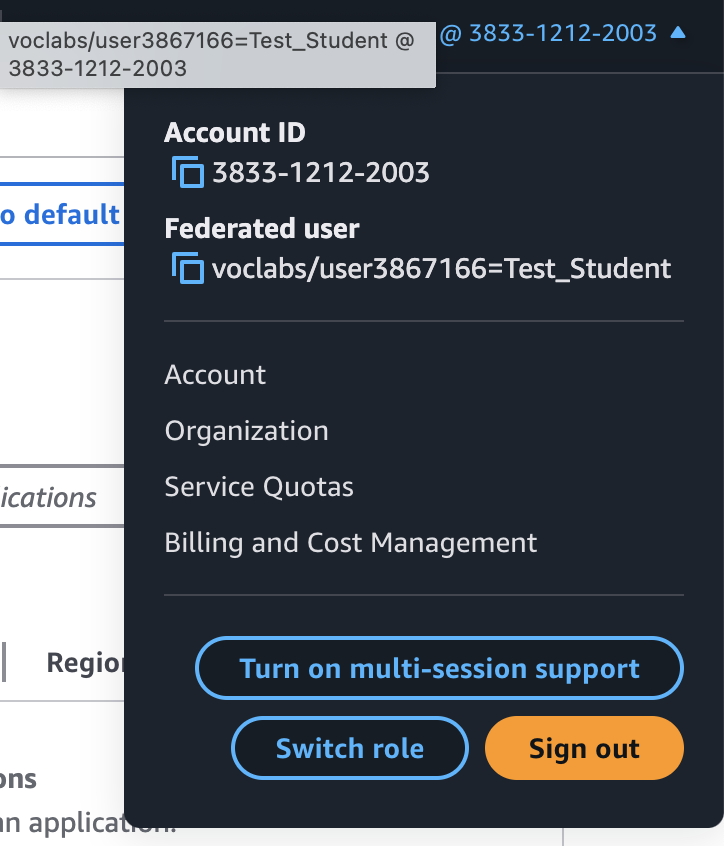 voclabs/user3867166=Test_Student @
3833-1212-2003
@ 3833-1212-2003
Account ID
3833-1212-2003
o default
Federated user
voclabs/user3867166=Test_Student
Account
Organization
Service Quotas
ications
Billing and Cost Management
Region
Turn on multi-session support
Switch role
Sign out
ons
an application.